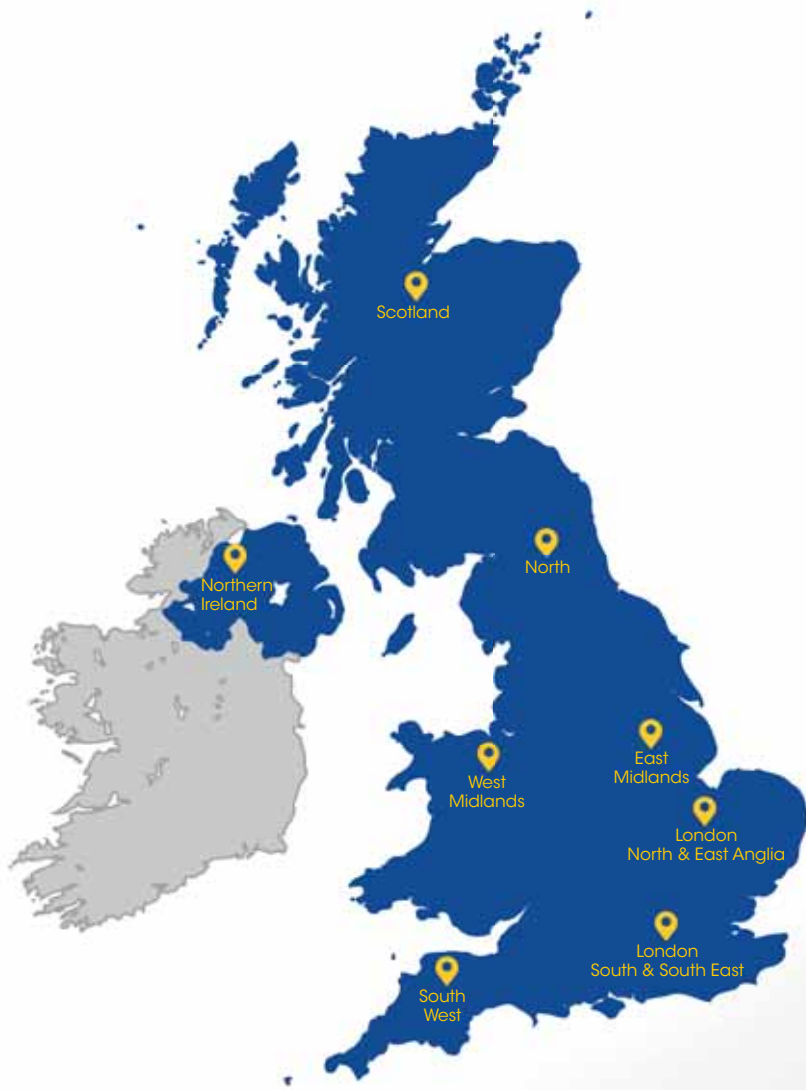 Scotland
North
Northern
Ireland
East
Midlands
West
Midlands
London
North & East Anglia
London
South & South East
South
West